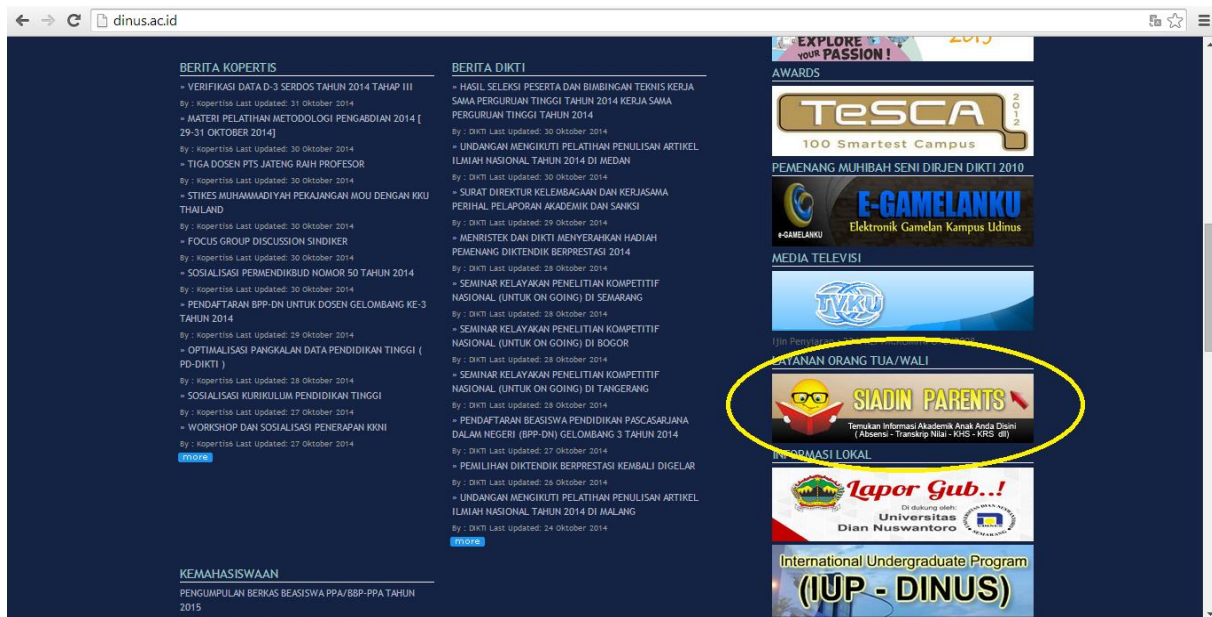 dinus.ac.id
BERITA KOPERTIS
» VERIFIKASI DATA D-3 SERDOS TAHUN 2014 TAHAP III
By : Kopertis6 Last Updated: 31 Oktober 2014
» MATERI PELATIHAN METODOLOGI PENGABDIAN 2014 [
29-31 OKTOBER 2014]
By : Kopertis6 Last Updated: 30 Oktober 2014
» TIGA DOSEN PTS JATENG RAIH PROFESOR
By : Kopertis6 Last Updated: 30 Oktober 2014
» STIKES MUHAMMADIYAH PEKAJANGAN MOU DENGAN KKU
THAILAND
By : Kopertis6 Last Updated: 30 Oktober 2014
» FOCUS GROUP DISCUSSION SINDIKER
By : Kopertis6 Last Updated: 30 Oktober 2014
» SOSIALISASI PERMENDIKBUD NOMOR 50 TAHUN 2014
By : Kopertis6 Last Updated: 30 Oktober 2014
» PENDAFTARAN BPP-DN UNTUK DOSEN GELOMBANG KE-3
TAHUN 2014
By : Kopertis6 Last Updated: 29 Oktober 2014
» OPTIMALISASI PANGKALAN DATA PENDIDIKAN TINGGI (
PD-DIKTI )
By : Kopertis6 Last Updated: 28 Oktober 2014
» SOSIALISASI KURIKULUM PENDIDIKAN TINGGI
By : Kopertis6 Last Updated: 27 Oktober 2014
» WORKSHOP DAN SOSIALISASI PENERAPAN KKNI
By : Kopertis6 Last Updated: 27 Oktober 2014
more
KEMAHASISWAAN
PENGUMPULAN BERKAS BEASISWA PPA/BBP-PPA TAHUN
2015
BERITA DIKTI
» HASIL SELEKSI PESERTA DAN BIMBINGAN TEKNIS KERJA
SAMA PERGURUAN TINGGI TAHUN 2014 KERJA SAMA
PERGURUAN TINGGI TAHUN 2014
By : DIKTI Last Updated: 30 Oktober 2014
» UNDANGAN MENGIKUTI PELATIHAN PENULISAN ARTIKEL
ILMIAH NASIONAL TAHUN 2014 DI MEDAN
By : DIKTI Last Updated: 30 Oktober 2014
» SURAT DIREKTUR KELEMBAGAAN DAN KERJASAMA
PERIHAL PELAPORAN AKADEMIK DAN SANKSI
By : DIKTI Last Updated: 29 Oktober 2014
» MENRISTEK DAN DIKTI MENYERAHKAN HADIAH
PEMENANG DIKTENDIK BERPRESTASI 2014
By : DIKTI Last Updated: 28 Oktober 2014
» SEMINAR KELAYAKAN PENELITIAN KOMPETITIF
NASIONAL (UNTUK ON GOING) DI SEMARANG
By : DIKTI Last Updated: 28 Oktober 2014
» SEMINAR KELAYAKAN PENELITIAN KOMPETITIF
NASIONAL (UNTUK ON GOING) DI BOGOR
By : DIKTI Last Updated: 28 Oktober 2014
» SEMINAR KELAYAKAN PENELITIAN KOMPETITIF
NASIONAL (UNTUK ON GOING) DI TANGERANG
By : DIKTI Last Updated: 28 Oktober 2014
» PENDAFTARAN BEASISWA PENDIDIKAN PASCASARJANA
DALAM NEGERI (BPP-DN) GELOMBANG 3 TAHUN 2014
By : DIKTI Last Updated: 27 Oktober 2014
» PEMILIHAN DIKTENDIK BERPRESTASI KEMBALI DIGELAR
By : DIKTI Last Updated: 26 Oktober 2014
» UNDANGAN MENGIKUTI PELATIHAN PENULISAN ARTIKEL
ILMIAH NASIONAL TAHUN 2014 DI MALANG
By : DIKTI Last Updated: 24 Oktober 2014
more
EXPLORE
YOUR PASSION !
2015
AWARDS
TeSCA 2012
100 Smartest Campus
PEMENANG MUHIBAH SENI DIRJEN DIKTI 2010
E-GAMELANKU
Elektronik Gamelan Kampus Udinus
e-GAMELANKU
MEDIA TELEVISI
TVKU
Ijin Penyiaran
LAYANAN ORANG TUA/WALI
SIADIN PARENTS
Temukan Informasi Akademik Anak Anda Disini
( Absensi - Transkrip Nilai - KHS - KRS dll)
INFORMASI LOKAL
Lapor Gub..!
Di dukung oleh:
Universitas
Dian Nuswantoro
International Undergraduate Program
(IUP - DINUS)